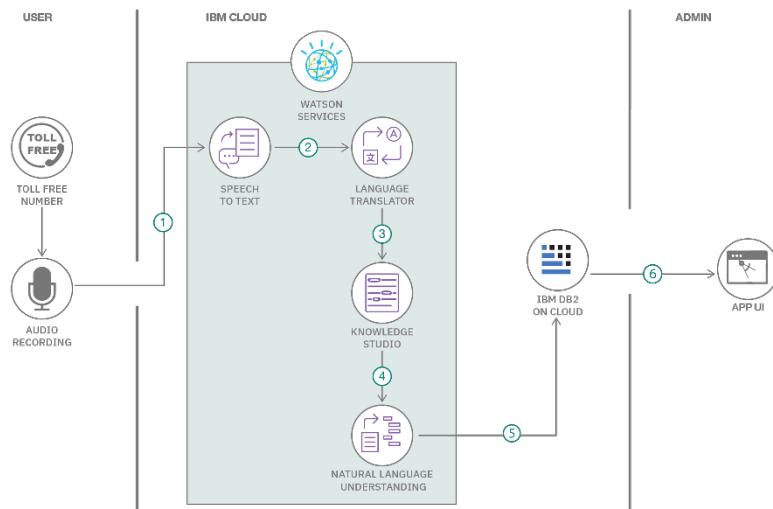 USER
IBM CLOUD
ADMIN
WATSON
SERVICES
TOLL
FREE
TOLL FREE
NUMBER
SPEECH
TO TEXT
2
A
文
LANGUAGE
TRANSLATOR
1
3
AUDIO
RECORDING
KNOWLEDGE
STUDIO
IBM DB2
ON CLOUD
6
APP UI
4
NATURAL LANGUAGE
UNDERSTANDING
5